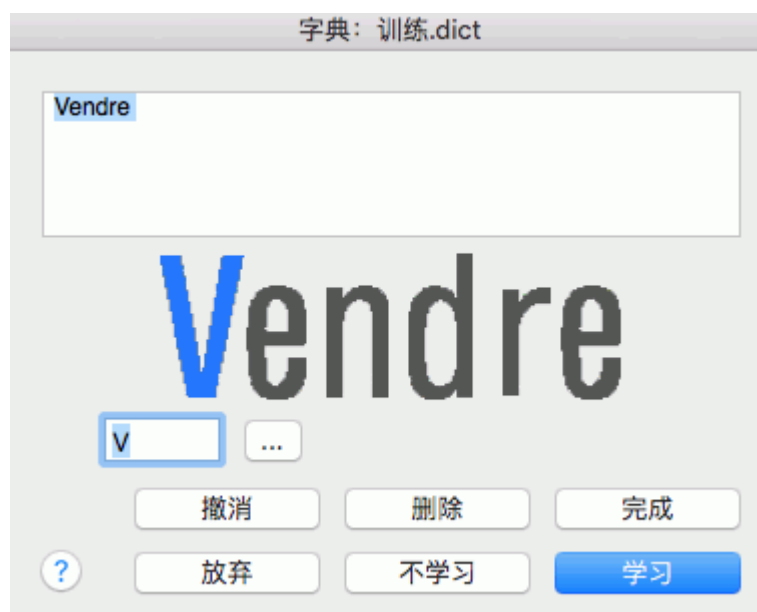 字典：训练.dict
Vendre
Vendre
V ...
撤消 删除 完成
? 放弃 不学习 学习